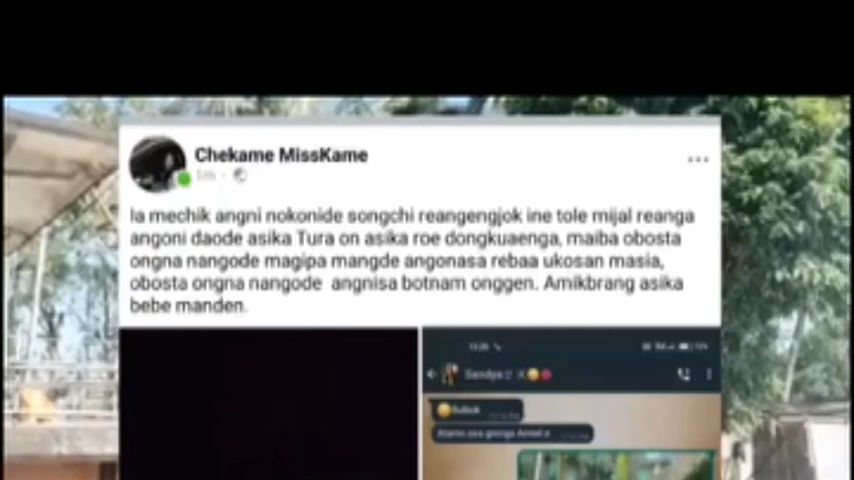 Chekame MissKame
Ia mechik angni nokonide songchi reangengjok ine tole mijal reanga
angoni daode asika Tura on asika roe dongkuaenga, maiba obosta
ongna nangode magipa mangde angonasa rebaa ukosan masia,
obosta ongna nangode angnisa botnam onggen. Amikbrang asika
bebe manden.
Sandya